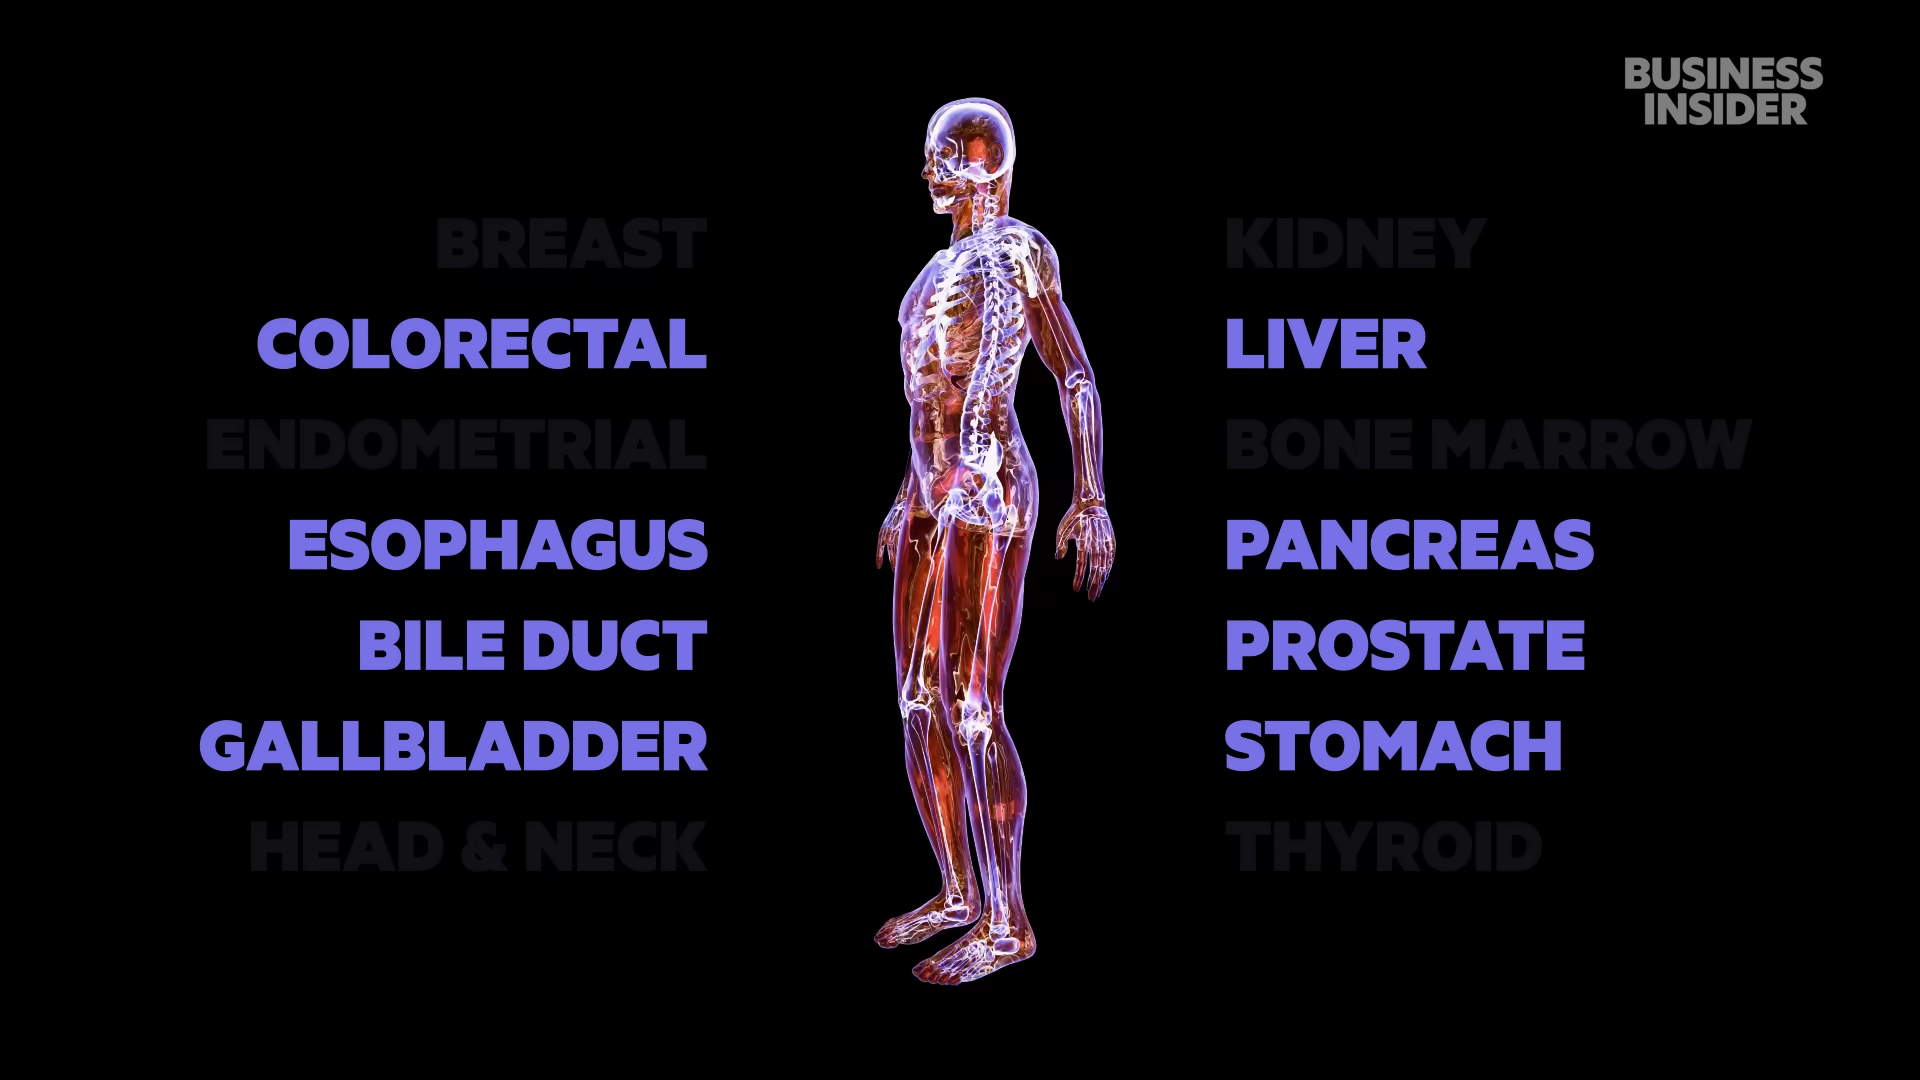 BUSINESS
INSIDER
BREAST
COLORECTAL
ENDOMETRIAL
ESOPHAGUS
BILE DUCT
GALLBLADDER
HEAD & NECK
KIDNEY
LIVER
BONE MARROW
PANCREAS
PROSTATE
STOMACH
THYROID